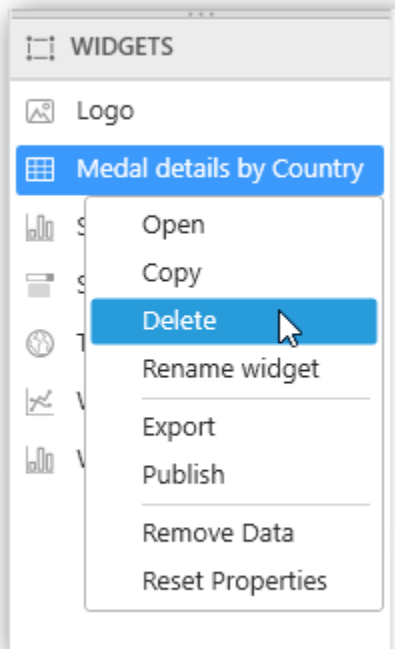 WIDGETS
Logo
Medal details by Country
S
Open
Copy
S
Delete
T
Rename widget
W
Export
W
Publish
Remove Data
Reset Properties